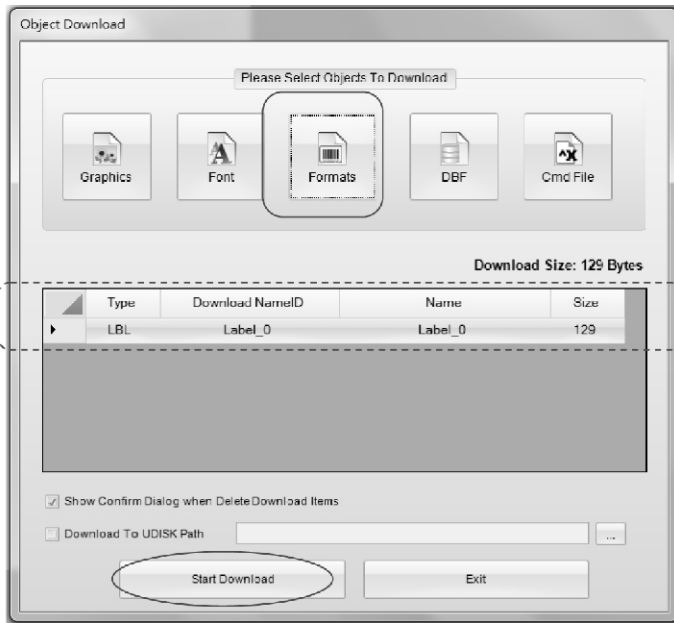 Object Download
Please Select Objects To Download
Graphics Font Formats DBF Cmd File
Download Size: 129 Bytes
Type Download NameID Name Size
LBL Label_0 Label_0 129
Show Confirm Dialog when Delete Download Items
Download To UDISK Path ...
Start Download Exit